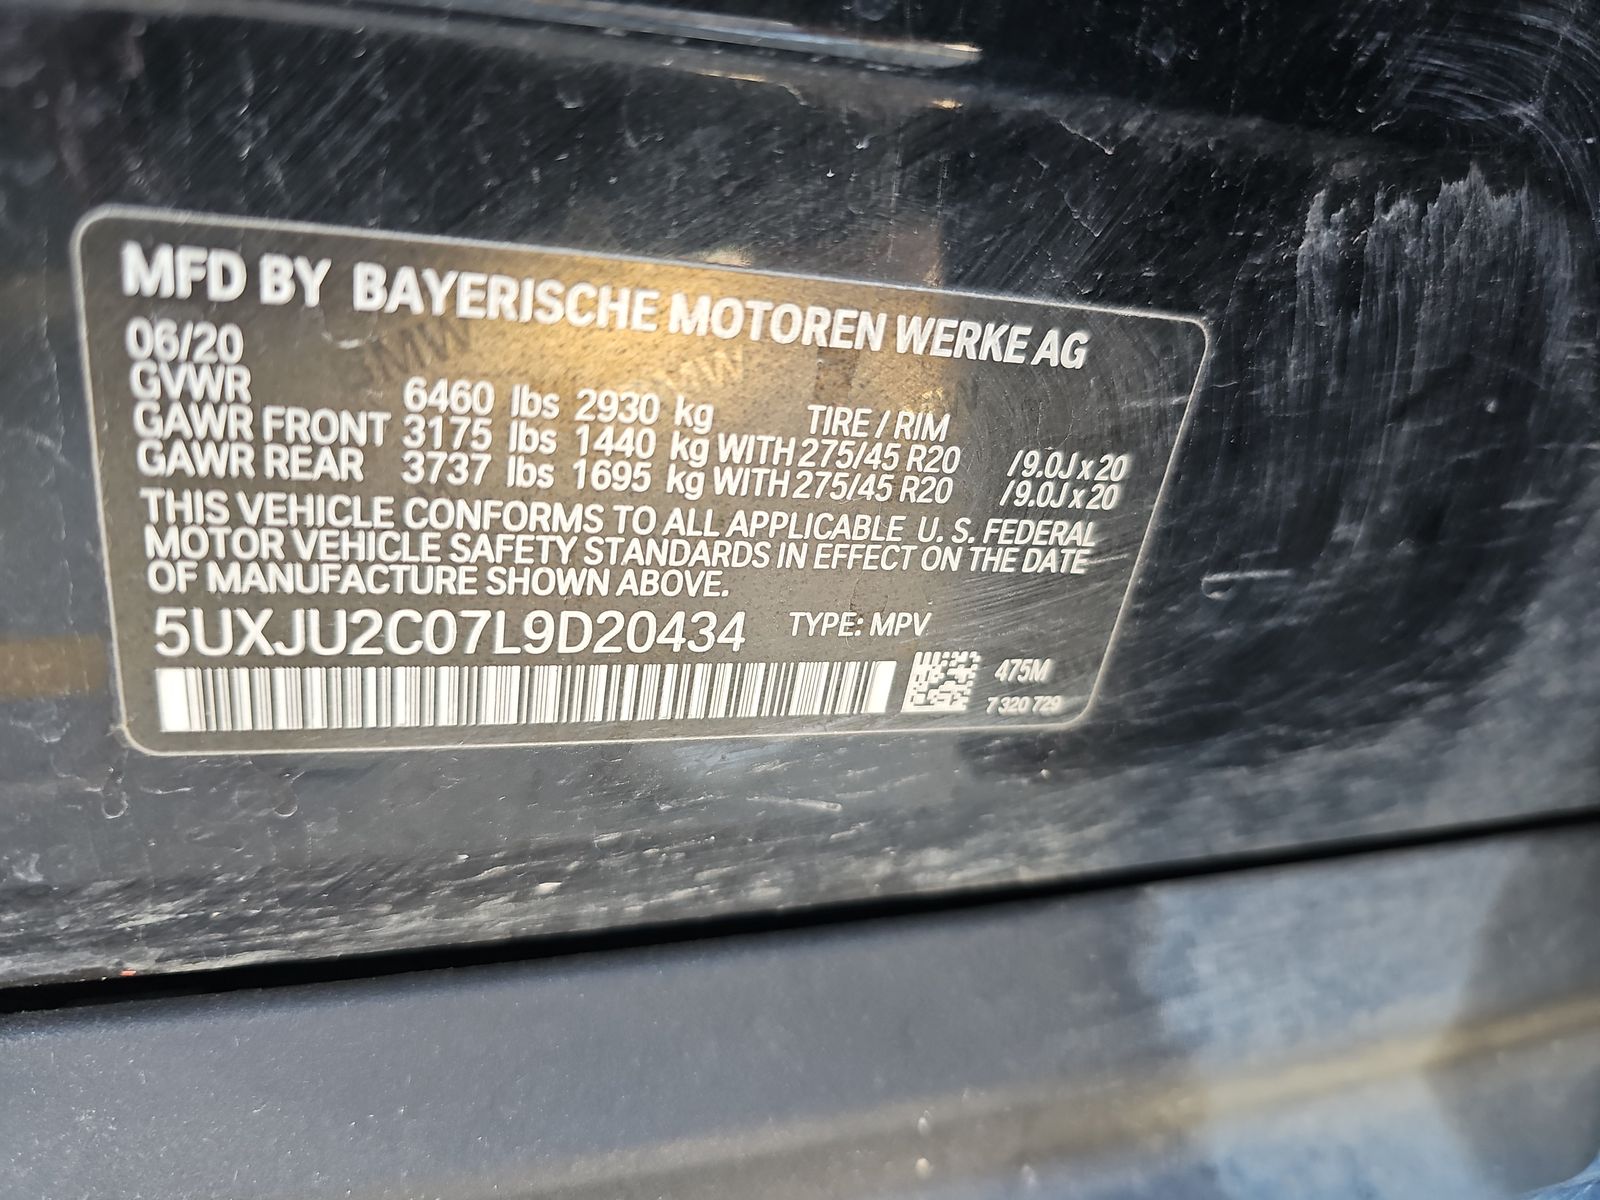 MFD BY BAYERISCHE MOTOREN WERKE AG
06/20
GVWR 6460 lbs 2930 kg TIRE / RIM
GAWR FRONT 3175 lbs 1440 kg WITH 275/45 R20 /9.0J x 20
GAWR REAR 3737 lbs 1695 kg WITH 275/45 R20 /9.0J x 20
THIS VEHICLE CONFORMS TO ALL APPLICABLE U. S. FEDERAL
MOTOR VEHICLE SAFETY STANDARDS IN EFFECT ON THE DATE
OF MANUFACTURE SHOWN ABOVE.
5UXJU2C07L9D20434 TYPE: MPV
475M
7 320 729